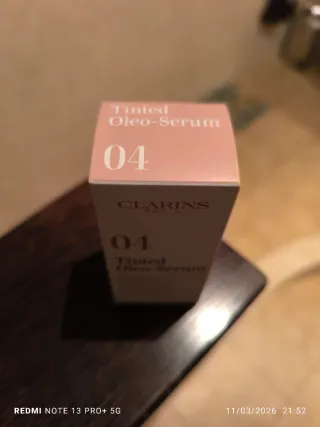 Tinted
Oleo-Serum
04
CLARINS
04
Tinted
Oleo-Serum
REDMI NOTE 13 PRO+ 5G
11/03/2026 21:52